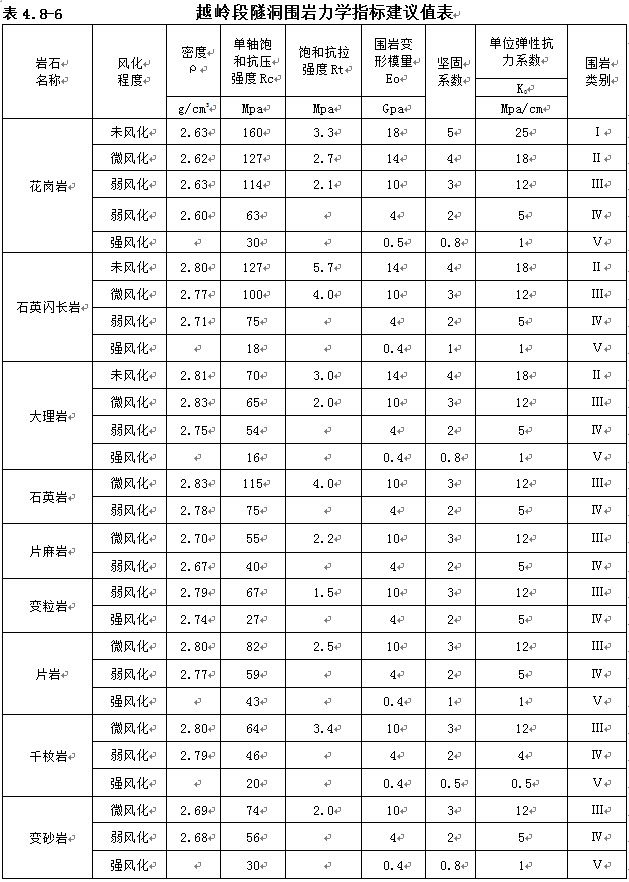 表 4.8-6 越岭段隧洞围岩力学指标建议值表
岩石名称 风化程度 密度ρ 单轴饱和抗压强度 Rc 饱和抗拉强度 Rt 围岩变形模量 Eo 坚固系数 单位弹性抗力系数 围岩类别
K₀
g/cm³ Mpa Mpa Gpa Mpa/cm
花岗岩 未风化 2.63 160 3.3 18 5 25 Ⅰ
微风化 2.62 127 2.7 14 4 18 Ⅱ
弱风化 2.63 114 2.1 10 3 12 Ⅲ
弱风化 2.60 63 4 2 5 Ⅳ
强风化 30 0.5 0.8 1 Ⅴ
石英闪长岩 未风化 2.80 127 5.7 14 4 18 Ⅱ
微风化 2.77 100 4.0 10 3 12 Ⅲ
弱风化 2.71 75 4 2 5 Ⅳ
强风化 18 0.4 1 1 Ⅴ
大理岩 未风化 2.81 70 3.0 14 4 18 Ⅱ
微风化 2.83 65 2.0 10 3 12 Ⅲ
弱风化 2.75 54 4 2 5 Ⅳ
强风化 16 0.4 0.8 1 Ⅴ
石英岩 微风化 2.83 115 4.0 10 3 12 Ⅲ
弱风化 2.78 75 4 2 5 Ⅳ
片麻岩 微风化 2.70 55 2.2 10 3 12 Ⅲ
弱风化 2.67 40 4 2 5 Ⅳ
变粒岩 弱风化 2.79 67 1.5 10 3 12 Ⅲ
强风化 2.74 27 4 2 5 Ⅳ
片岩 微风化 2.80 82 2.5 10 3 12 Ⅲ
弱风化 2.77 59 4 2 5 Ⅳ
强风化 43 0.4 1 1 Ⅴ
千枚岩 微风化 2.80 64 3.4 10 3 12 Ⅲ
弱风化 2.79 46 4 2 4 Ⅳ
强风化 20 0.4 0.5 0.5 Ⅴ
变砂岩 微风化 2.69 74 2.0 10 3 12 Ⅲ
弱风化 2.68 56 4 2 5 Ⅳ
强风化 30 0.4 0.8 1 Ⅴ